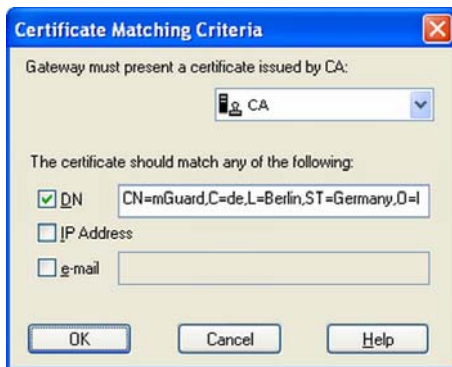 Certificate Matching Criteria
Gateway must present a certificate issued by CA:
CA
The certificate should match any of the following:
DN CN=mGuard,C=de,L=Berlin,ST=Germany,O=I
IP Address
e-mail
OK Cancel Help